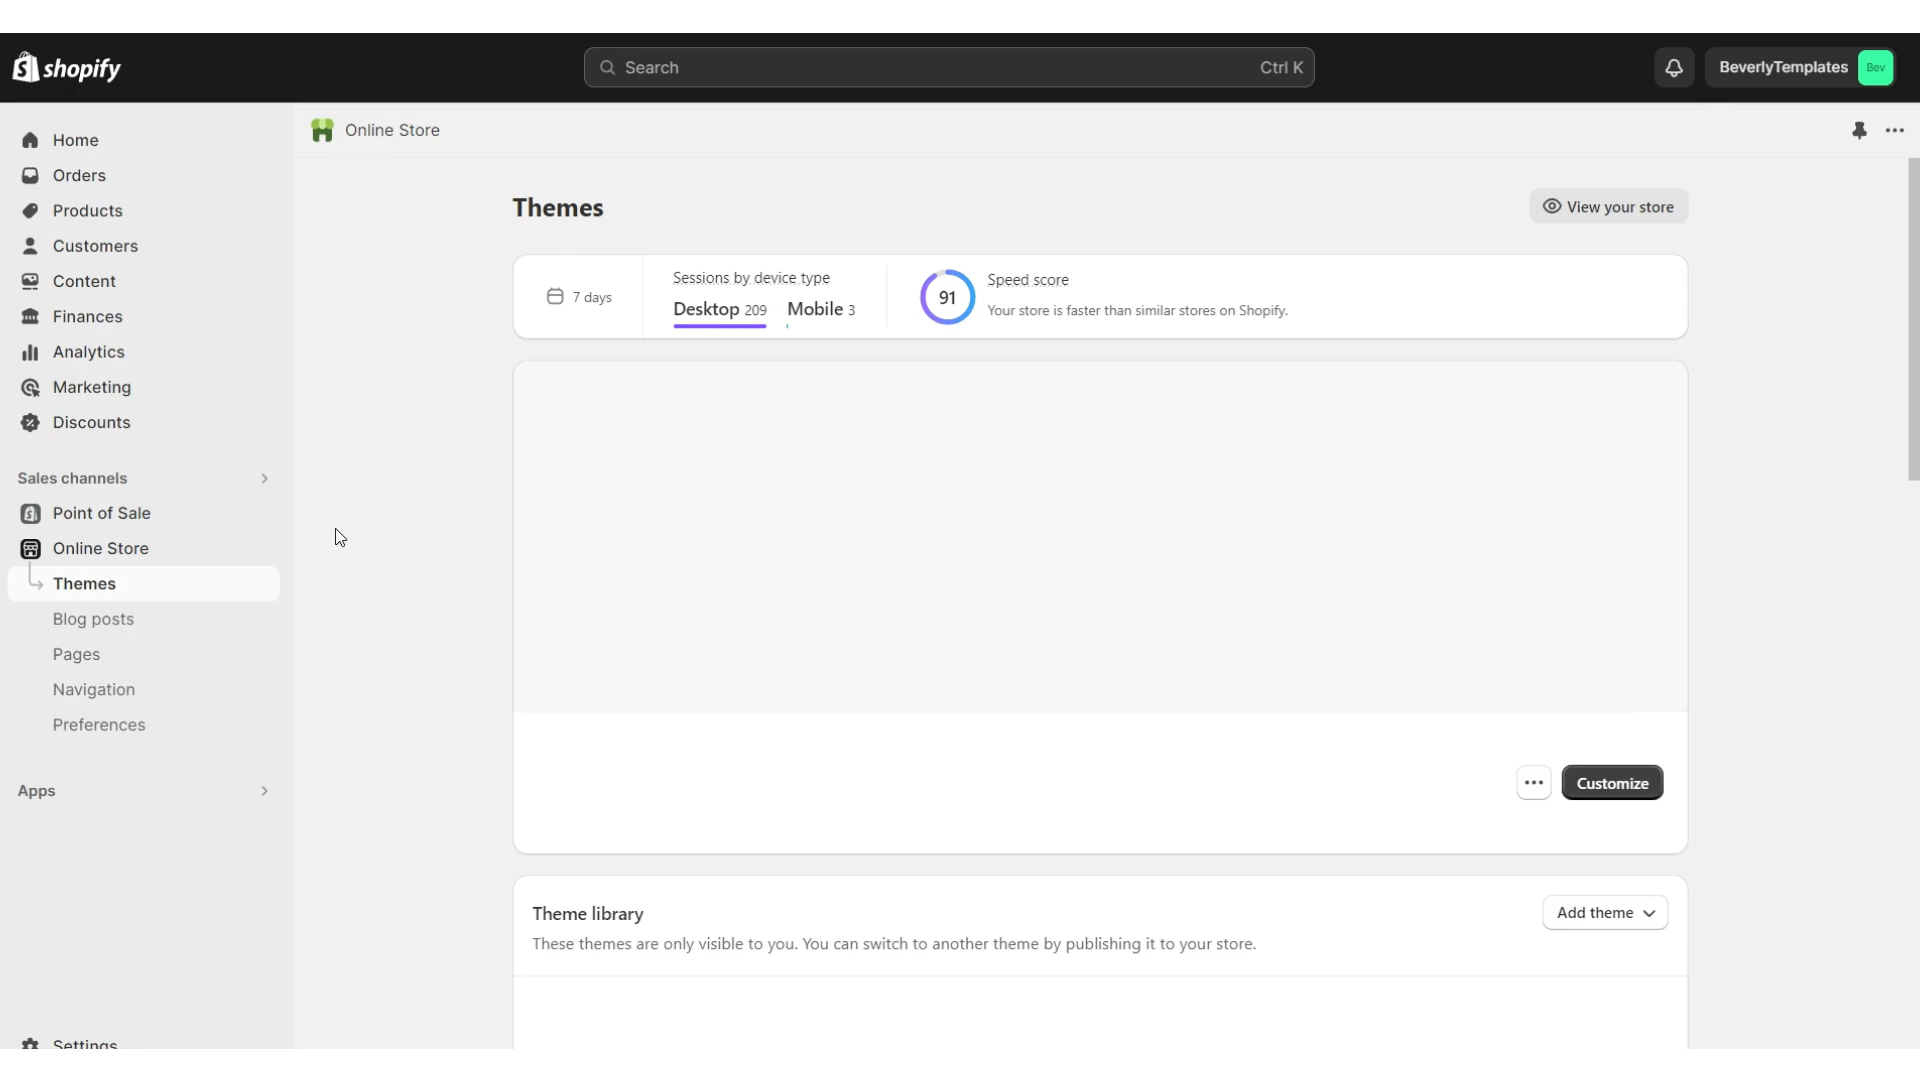 shopify
Search
Ctrl K
BeverlyTemplates
Bev
Home
Orders
Products
Customers
Content
Finances
Analytics
Marketing
Discounts
Sales channels
Point of Sale
Online Store
Themes
Blog posts
Pages
Navigation
Preferences
Apps
Settings
Online Store
Themes
View your store
7 days
Sessions by device type
Desktop 209 Mobile 3
91
Speed score
Your store is faster than similar stores on Shopify.
Customize
Theme library
Add theme
These themes are only visible to you. You can switch to another theme by publishing it to your store.